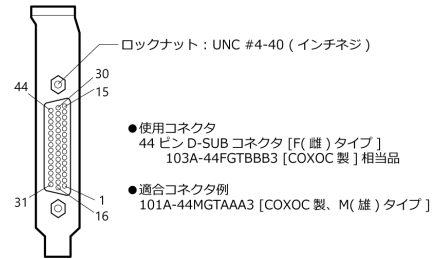 ロックナット : UNC #4-40 ( インチネジ )
30
44
15
●使用コネクタ
44 ピン D-SUB コネクタ [F( 雌 ) タイプ ]
103A-44FGTBBB3 [COXOC 製 ] 相当品
●適合コネクタ例
101A-44MGTAAA3 [COXOC 製、M( 雄 ) タイプ ]
31
1
16